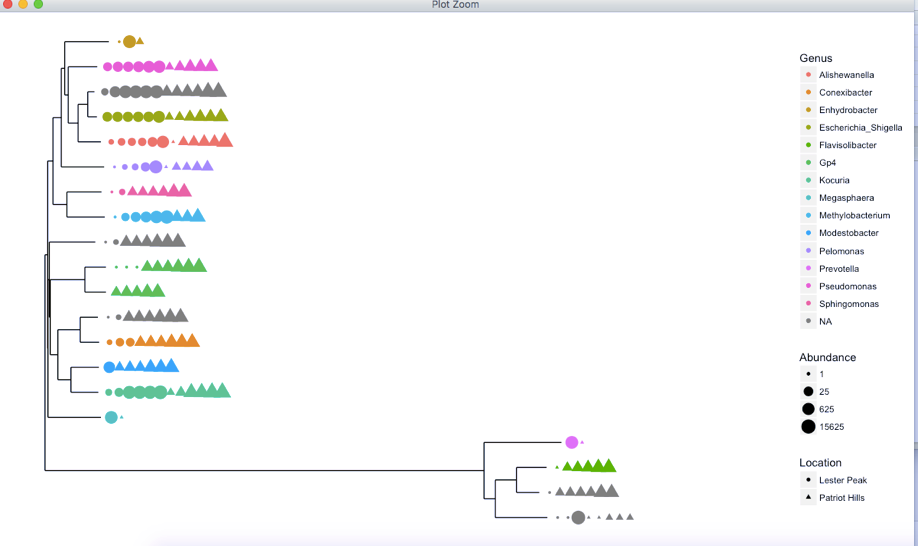 Plot Zoom
Genus
Alishewanella
Conexibacter
Enhydrobacter
Escherichia_Shigella
Flavisolibacter
Gp4
Kocuria
Megasphaera
Methylobacterium
Modestobacter
Pelomonas
Prevotella
Pseudomonas
Sphingomonas
NA
Abundance
1
25
625
15625
Location
Lester Peak
Patriot Hills